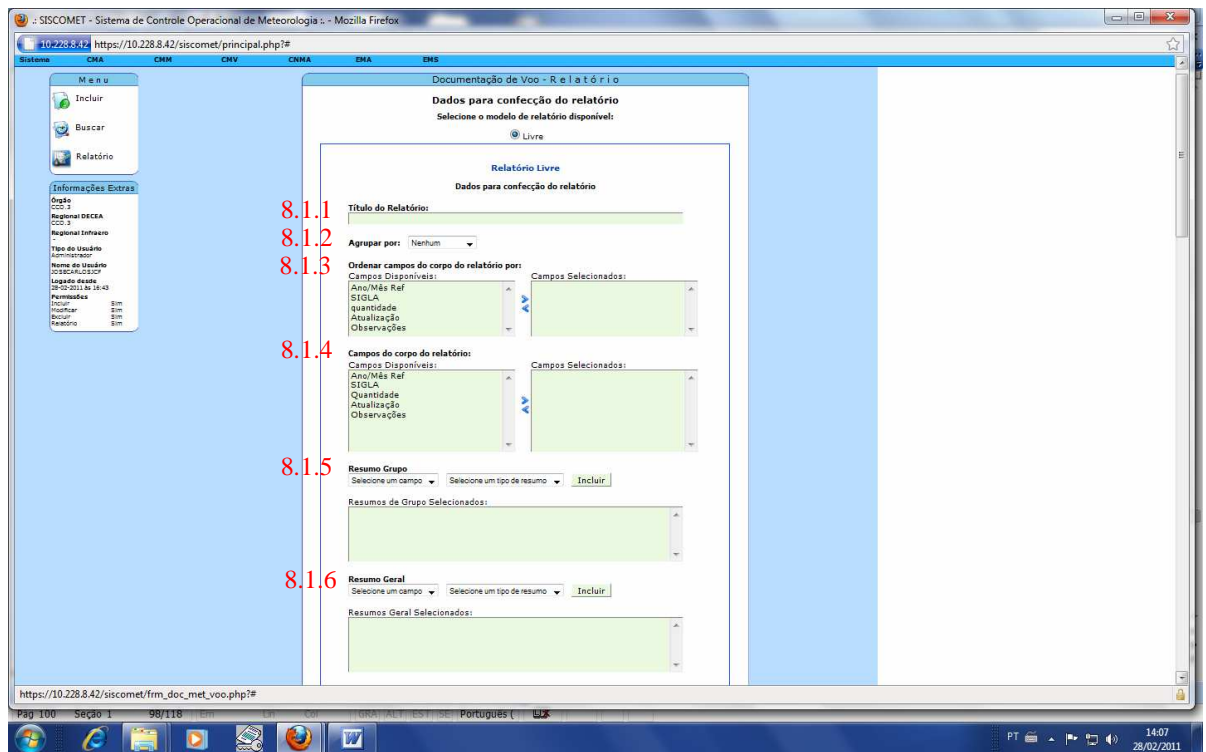 .: SISCOMET - Sistema de Controle Operacional de Meteorologia :. - Mozilla Firefox
10.228.8.42 https://10.228.8.42/siscomet/principal.php?#
Sistema CMA CMM CMV CNMA EMA EMS
Menu
Incluir
Buscar
Relatório
Informações Extras
Órgão
CCO.3
Regional DECEA
CCO.3
Regional Infraero
-
Tipo do Usuário
Administrador
Nome do Usuário
JOSECARLOSJCF
Logado desde
28-02-2011 às 16:43
Permissões
Incluir Sim
Modificar Sim
Excluir Sim
Relatório Sim
Documentação de Voo - Relatório
Dados para confecção do relatório
Selecione o modelo de relatório disponível:
Livre
Relatório Livre
Dados para confecção do relatório
8.1.1 Título do Relatório:
8.1.2 Agrupar por: Nenhum
8.1.3 Ordenar campos do corpo do relatório por:
Campos Disponíveis: Campos Selecionados:
Ano/Mês Ref
SIGLA
quantidade
Atualização
Observações
8.1.4 Campos do corpo do relatório:
Campos Disponíveis: Campos Selecionados:
Ano/Mês Ref
SIGLA
Quantidade
Atualização
Observações
8.1.5 Resumo Grupo
Selecione um campo Selecione um tipo de resumo Incluir
Resumos de Grupo Selecionados:
8.1.6 Resumo Geral
Selecione um campo Selecione um tipo de resumo Incluir
Resumos Geral Selecionados:
https://10.228.8.42/siscomet/frm_doc_met_voo.php?#
Pág 100 Seção 1 98/118 Em Lin Col GRA ALT EST SE Português (
PT 14:07
28/02/2011